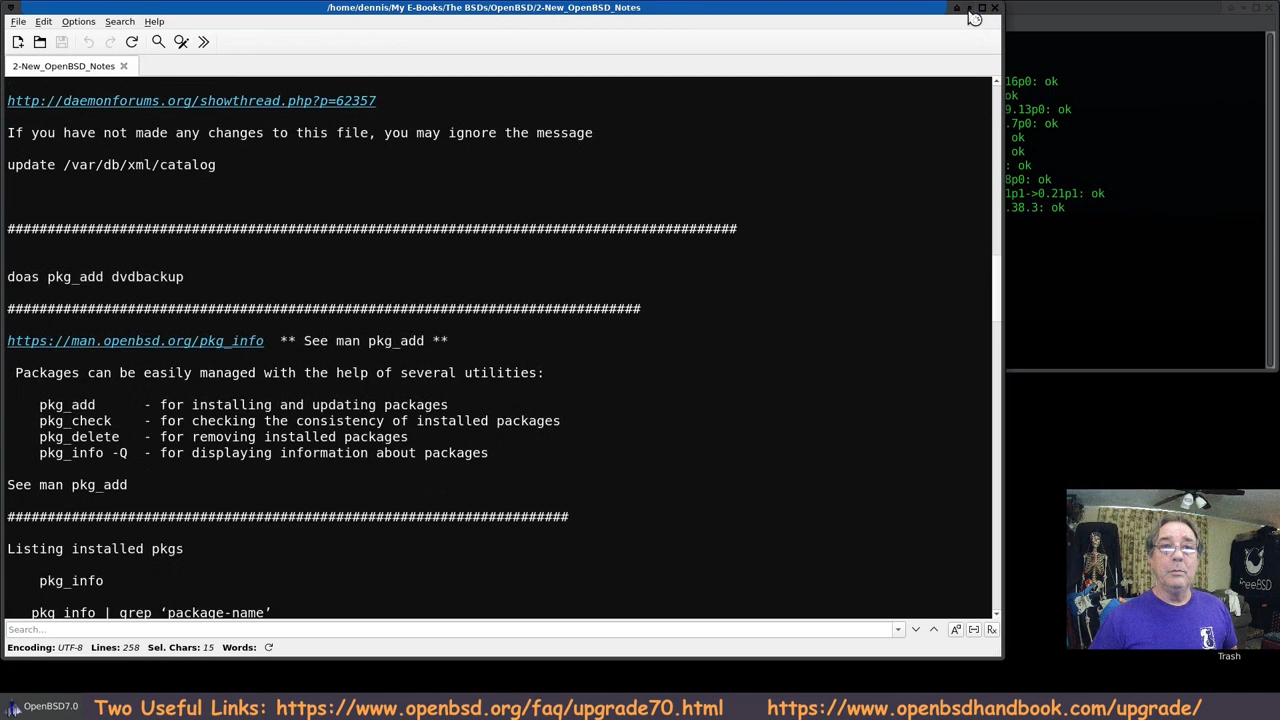 /home/dennis/My E-Books/The BSDs/OpenBSD/2-New_OpenBSD_Notes
File Edit Options Search Help
2-New_OpenBSD_Notes
http://daemonforums.org/showthread.php?p=62357
If you have not made any changes to this file, you may ignore the message
update /var/db/xml/catalog
###########################################################################################
doas pkg_add dvdbackup
###############################################################################
https://man.openbsd.org/pkg_info ** See man pkg_add **
Packages can be easily managed with the help of several utilities:
pkg_add - for installing and updating packages
pkg_check - for checking the consistency of installed packages
pkg_delete - for removing installed packages
pkg_info -Q - for displaying information about packages
See man pkg_add
######################################################################
Listing installed pkgs
pkg_info
pkg_info | grep ‘package-name’
Search...
Encoding: UTF-8 Lines: 258 Sel. Chars: 15 Words:
16p0: ok
ok
9.13p0: ok
.7p0: ok
ok
ok
: ok
8p0: ok
1p1->0.21p1: ok
.38.3: ok
FreeBSD
Trash
OpenBSD7.0
Two Useful Links: https://www.openbsd.org/faq/upgrade70.html https://www.openbsdhandbook.com/upgrade/